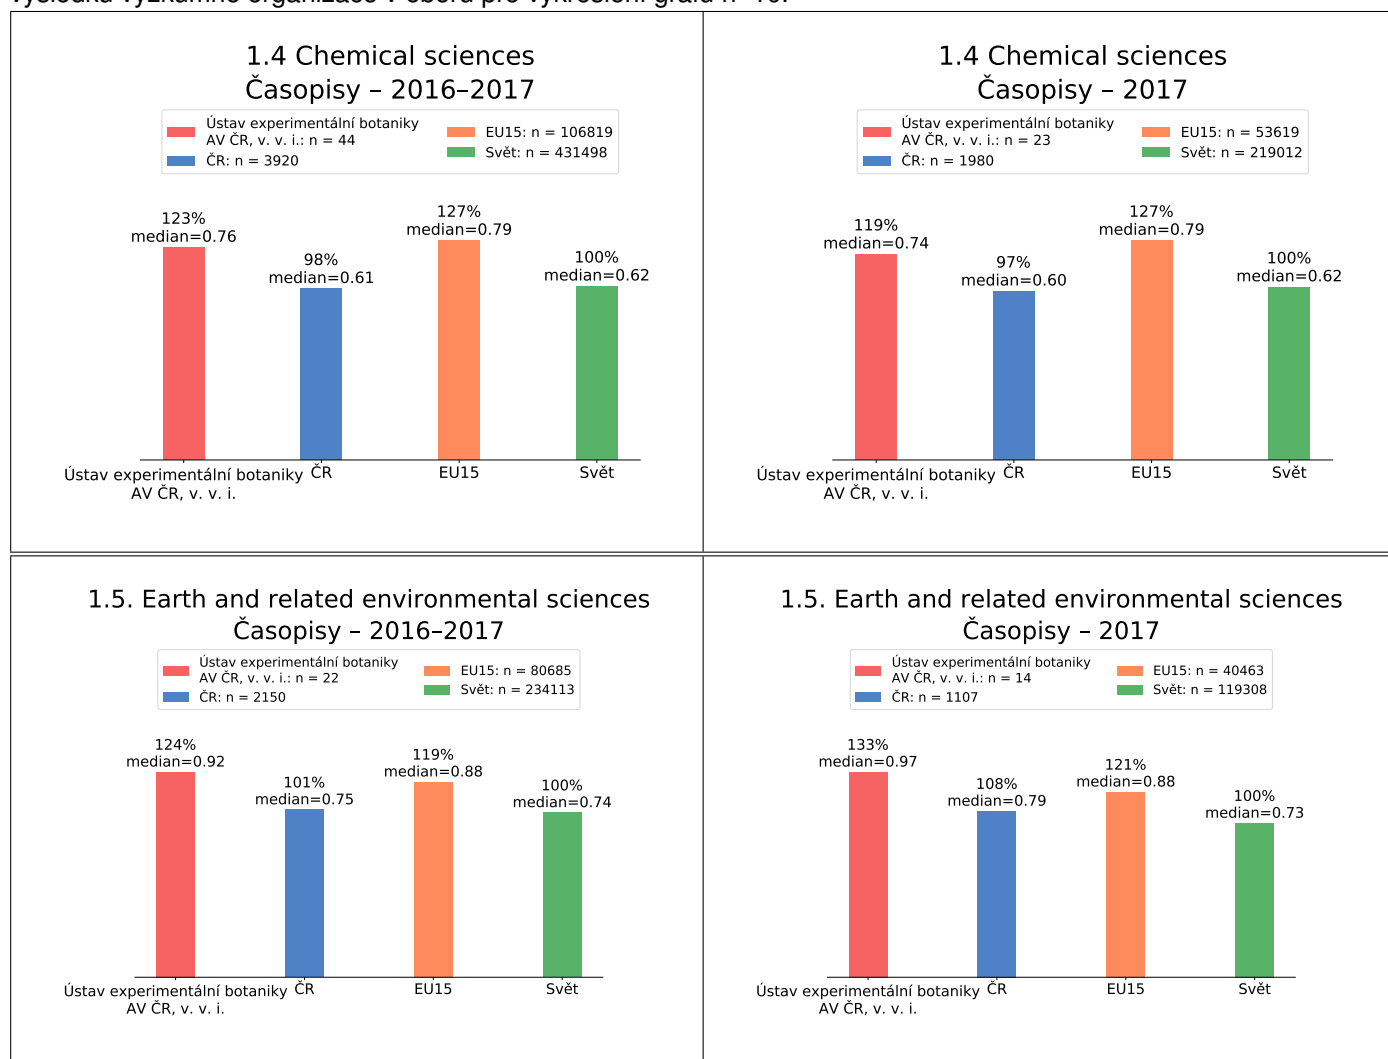 výsledků výzkumné organizace v oboru pro vykreslení grafu n=10.
1.4 Chemical sciences
Časopisy – 2016–2017
Ústav experimentální botaniky
AV ČR, v. v. i.: n = 44
ČR: n = 3920
EU15: n = 106819
Svět: n = 431498
123%
median=0.76
98%
median=0.61
127%
median=0.79
100%
median=0.62
Ústav experimentální botaniky
AV ČR, v. v. i.
ČR
EU15
Svět
1.4 Chemical sciences
Časopisy – 2017
Ústav experimentální botaniky
AV ČR, v. v. i.: n = 23
ČR: n = 1980
EU15: n = 53619
Svět: n = 219012
119%
median=0.74
97%
median=0.60
127%
median=0.79
100%
median=0.62
Ústav experimentální botaniky
AV ČR, v. v. i.
ČR
EU15
Svět
1.5. Earth and related environmental sciences
Časopisy – 2016–2017
Ústav experimentální botaniky
AV ČR, v. v. i.: n = 22
ČR: n = 2150
EU15: n = 80685
Svět: n = 234113
124%
median=0.92
101%
median=0.75
119%
median=0.88
100%
median=0.74
Ústav experimentální botaniky
AV ČR, v. v. i.
ČR
EU15
Svět
1.5. Earth and related environmental sciences
Časopisy – 2017
Ústav experimentální botaniky
AV ČR, v. v. i.: n = 14
ČR: n = 1107
EU15: n = 40463
Svět: n = 119308
133%
median=0.97
108%
median=0.79
121%
median=0.88
100%
median=0.73
Ústav experimentální botaniky
AV ČR, v. v. i.
ČR
EU15
Svět